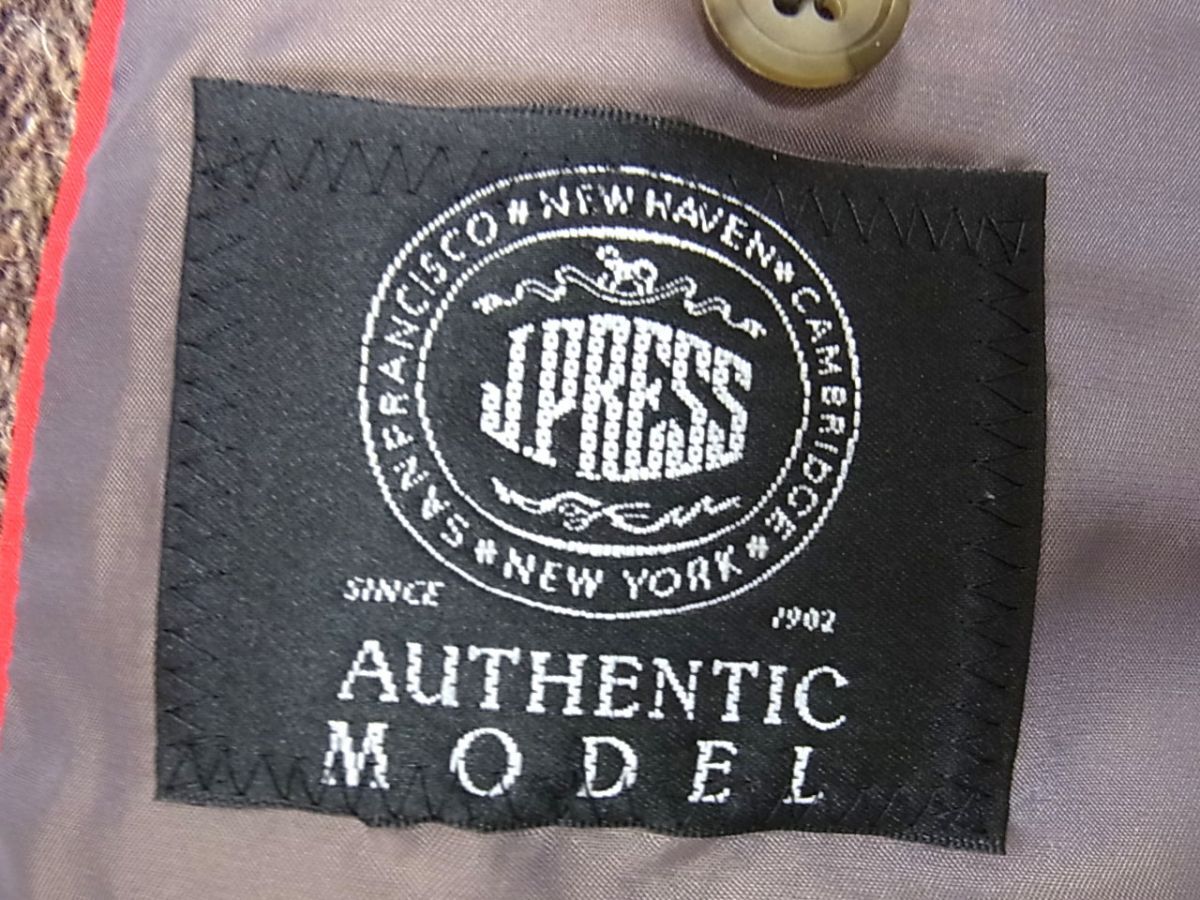 SAN FRANCISCO * NEW HAVEN * CAMBRIDGE * NEW YORK *
J.PRESS
SINCE 1902
AUTHENTIC
MODEL